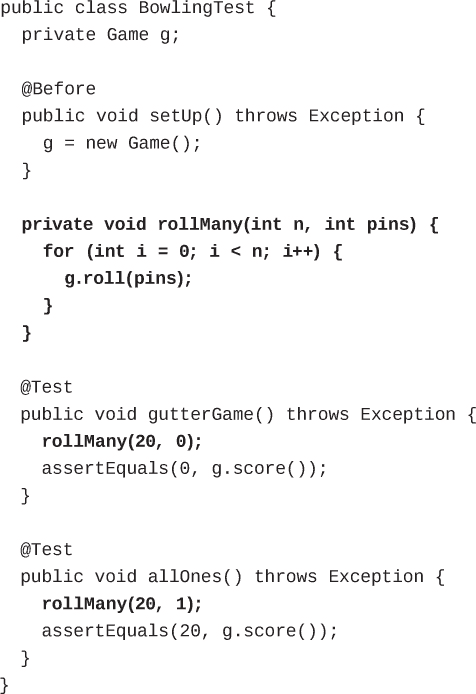 public class BowlingTest {
  private Game g;

  @Before
  public void setUp() throws Exception {
    g = new Game();
  }

  private void rollMany(int n, int pins) {
    for (int i = 0; i < n; i++) {
      g.roll(pins);
    }
  }

  @Test
  public void gutterGame() throws Exception {
    rollMany(20, 0);
    assertEquals(0, g.score());
  }

  @Test
  public void allOnes() throws Exception {
    rollMany(20, 1);
    assertEquals(20, g.score());
  }
}